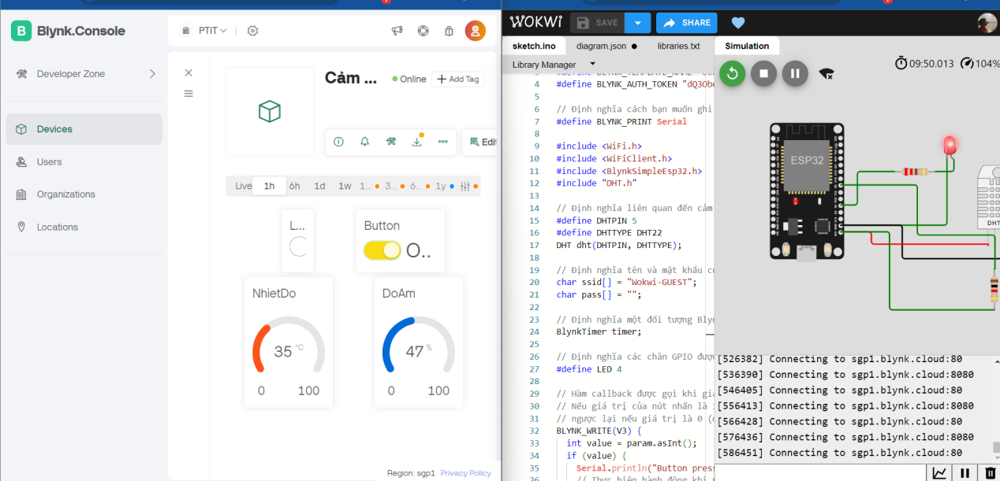 B Blynk.Console
Developer Zone
Devices
Users
Organizations
Locations
PTIT
Cảm ...
Online
Add Tag
Edit
Live 1h 6h 1d 1w 1... 3... 6... 1y
L...
Button
O..
NhietDo
35 °C
0 100
DoAm
47 %
0 100
Region: sgp1 Privacy Policy
WOKWi
SAVE
SHARE
sketch.ino
diagram.json
libraries.txt
Library Manager
4 #define BLYNK_AUTH_TOKEN "dQ3Obe
5
6 // Định nghĩa cách bạn muốn ghi
7 #define BLYNK_PRINT Serial
8
9 #include <WiFi.h>
10 #include <WiFiClient.h>
11 #include <BlynkSimpleEsp32.h>
12 #include "DHT.h"
13
14 // Định nghĩa liên quan đến cảm
15 #define DHTPIN 5
16 #define DHTTYPE DHT22
17 DHT dht(DHTPIN, DHTTYPE);
18
19 // Định nghĩa tên và mật khẩu củ
20 char ssid[] = "Wokwi-GUEST";
21 char pass[] = "";
22
23 // Định nghĩa một đối tượng Blyn
24 BlynkTimer timer;
25
26 // Định nghĩa các chân GPIO đượ
27 #define LED 4
28
29 // Hàm callback được gọi khi giá
30 // Nếu giá trị của nút nhấn là
31 // ngược lại nếu giá trị là 0 (
32 BLYNK_WRITE(V3) {
33 int value = param.asInt();
34 if (value) {
35 Serial.println("Button press
36 // Thực hiện hành động khi
Simulation
09:50.013 104%
ESP32
DHT
[526382] Connecting to sgp1.blynk.cloud:80
[536390] Connecting to sgp1.blynk.cloud:8080
[546405] Connecting to sgp1.blynk.cloud:80
[556413] Connecting to sgp1.blynk.cloud:8080
[566428] Connecting to sgp1.blynk.cloud:80
[576436] Connecting to sgp1.blynk.cloud:8080
[586451] Connecting to sgp1.blynk.cloud:80